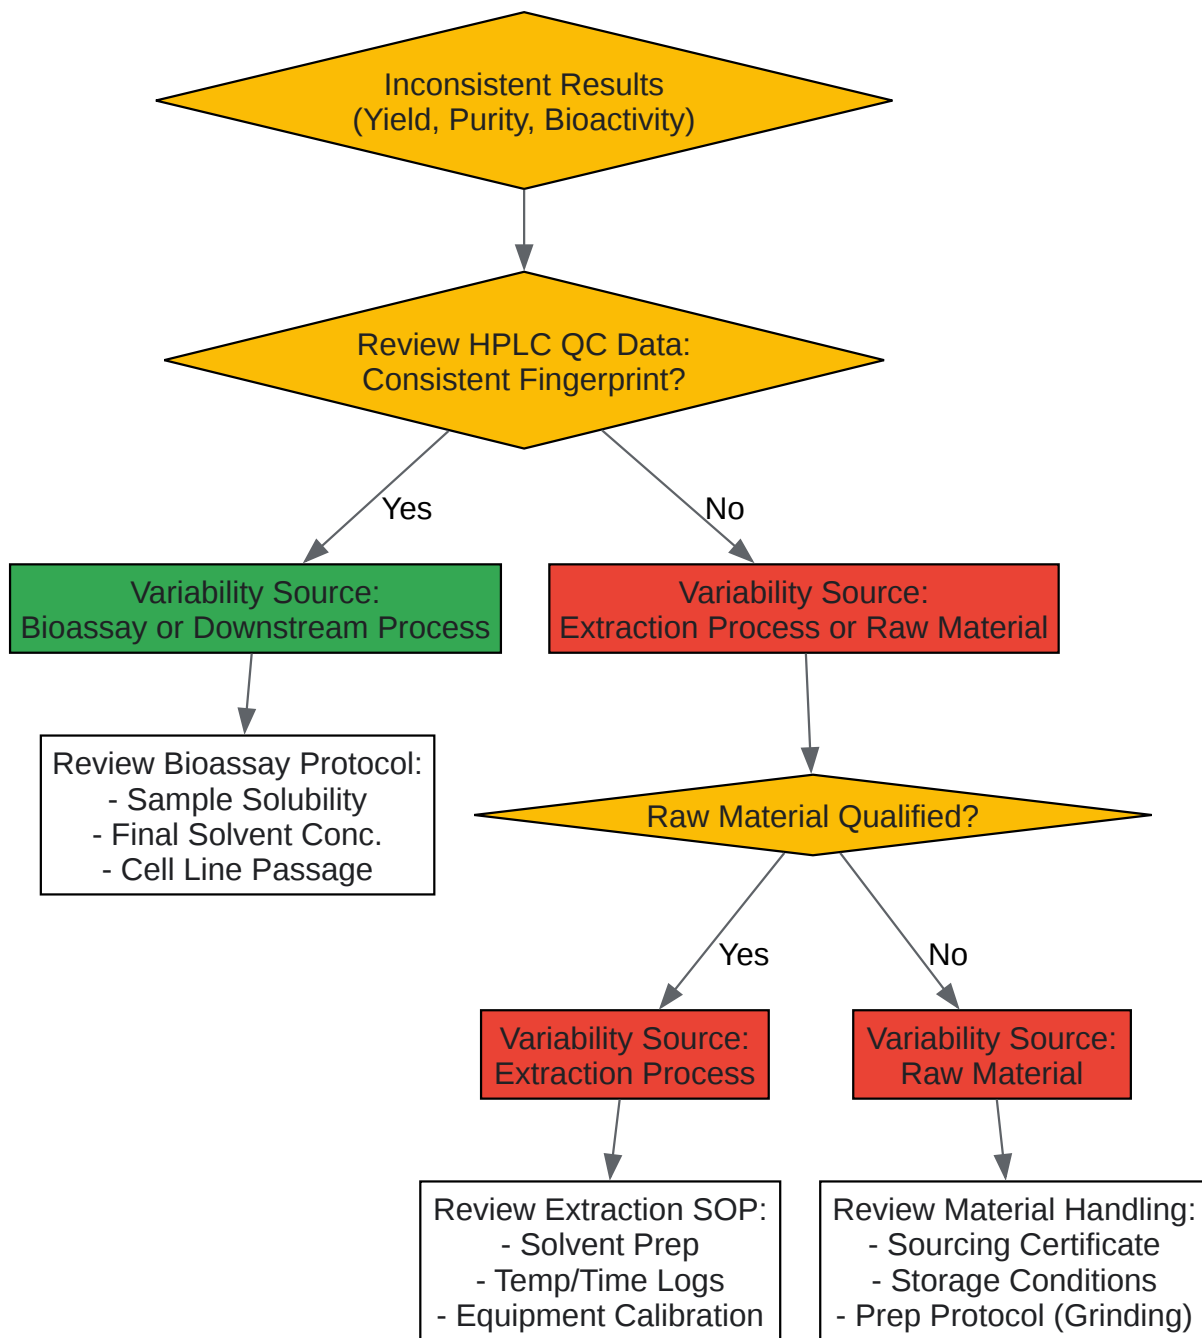 Inconsistent Results
(Yield, Purity, Bioactivity)
Review HPLC QC Data:
Consistent Fingerprint?
Yes
No
Variability Source:
Bioassay or Downstream Process
Variability Source:
Extraction Process or Raw Material
Review Bioassay Protocol:
- Sample Solubility
- Final Solvent Conc.
- Cell Line Passage
Raw Material Qualified?
Yes
No
Variability Source:
Extraction Process
Variability Source:
Raw Material
Review Extraction SOP:
- Solvent Prep
- Temp/Time Logs
- Equipment Calibration
Review Material Handling:
- Sourcing Certificate
- Storage Conditions
- Prep Protocol (Grinding)